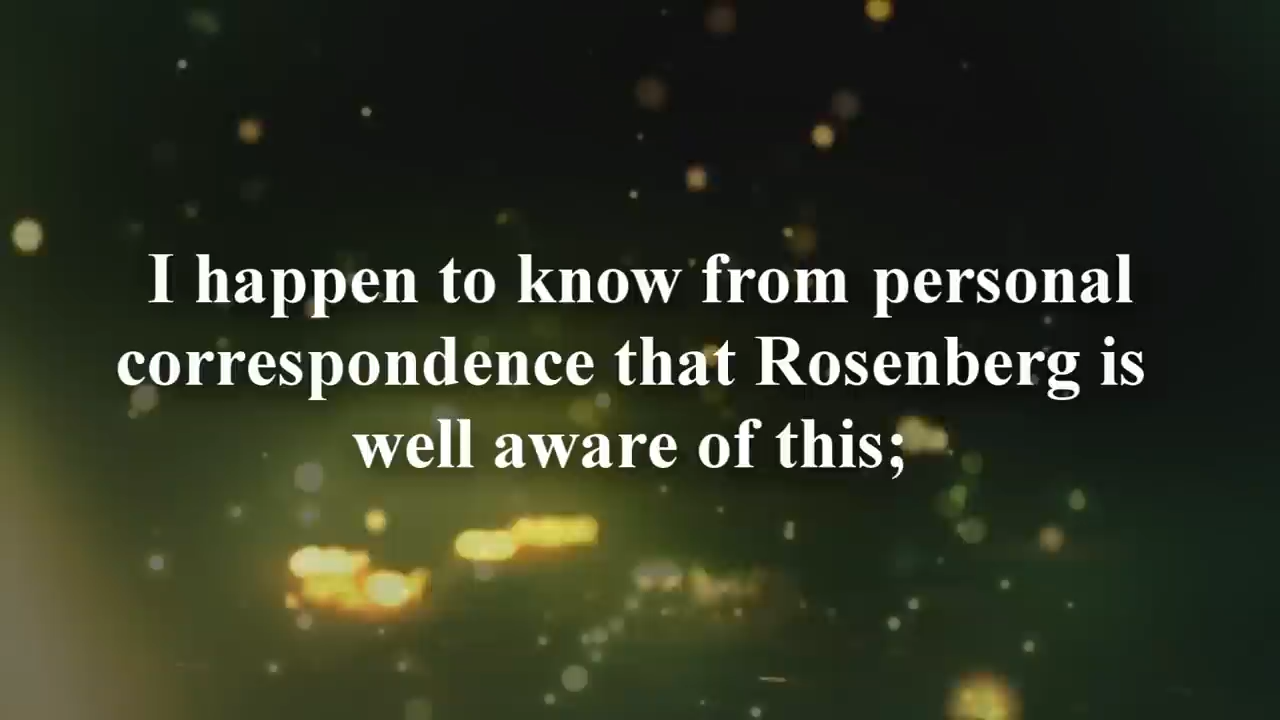 I happen to know from personal
correspondence that Rosenberg is
well aware of this;